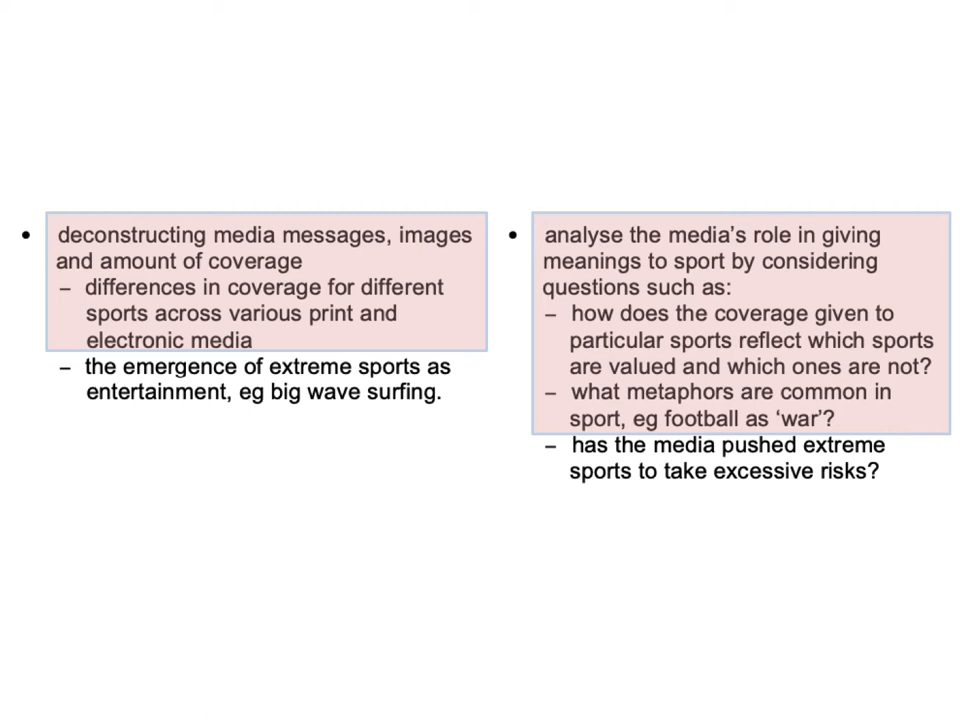 • deconstructing media messages, images
and amount of coverage
– differences in coverage for different
sports across various print and
electronic media
– the emergence of extreme sports as
entertainment, eg big wave surfing.
• analyse the media’s role in giving
meanings to sport by considering
questions such as:
– how does the coverage given to
particular sports reflect which sports
are valued and which ones are not?
– what metaphors are common in
sport, eg football as ‘war’?
– has the media pushed extreme
sports to take excessive risks?